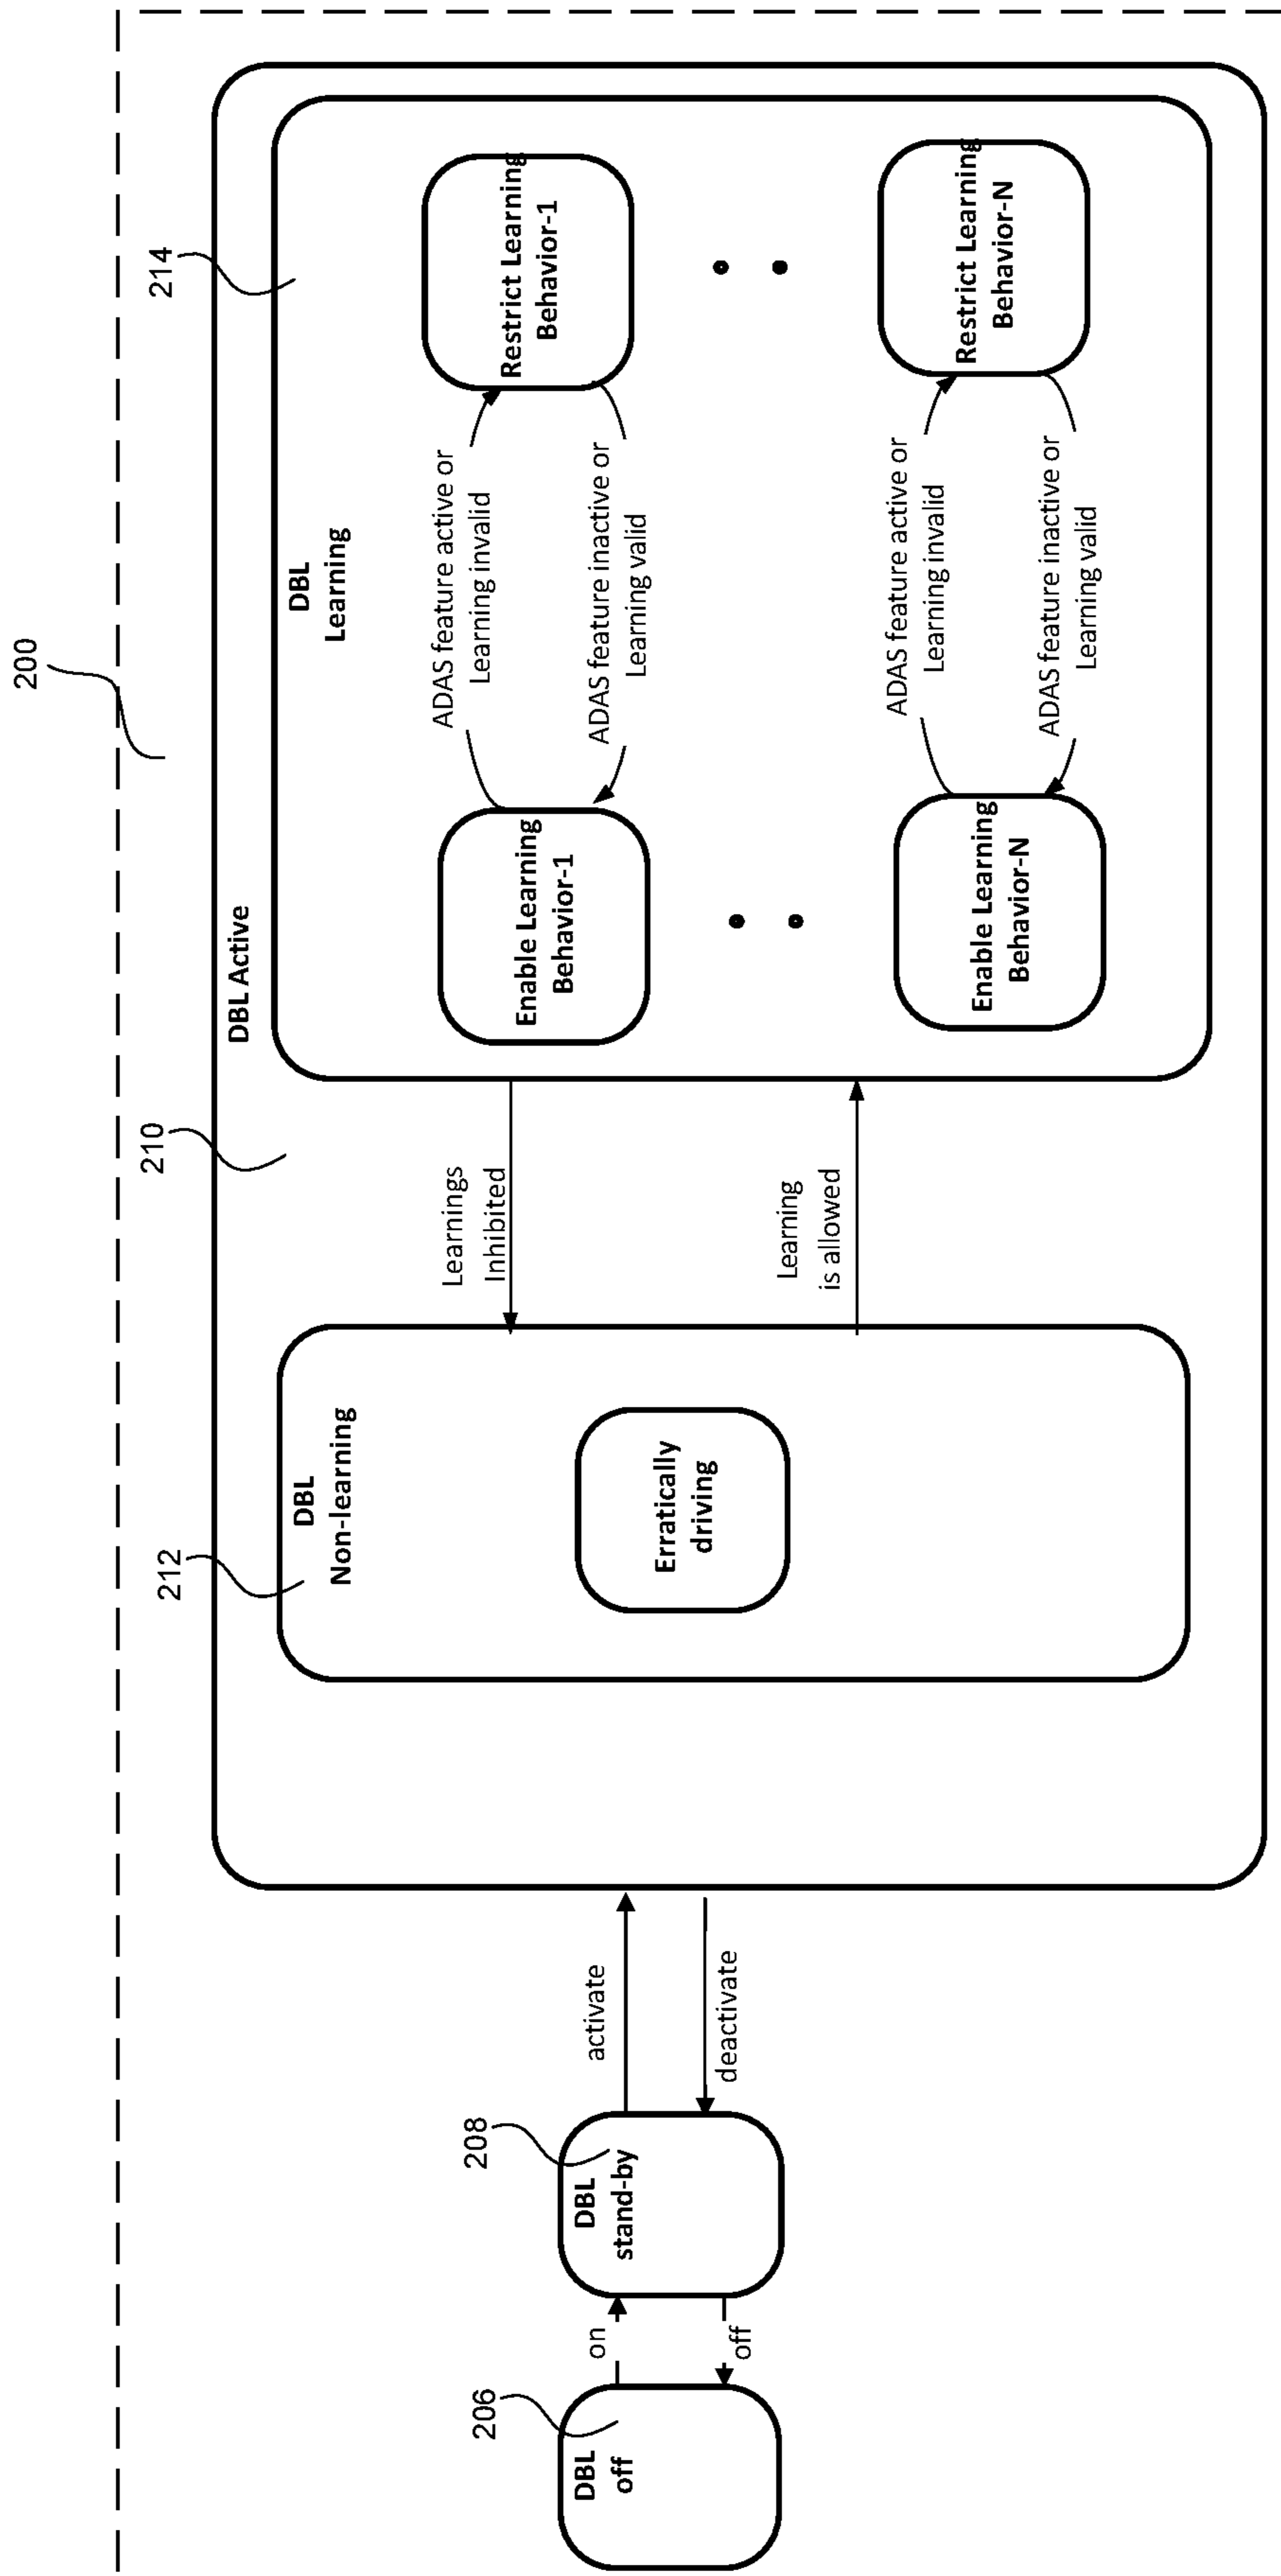 200
DBL Active
210
212
214
DBL
Non-learning
DBL
Learning
208
206
DBL
off
on
off
DBL
stand-by
activate
deactivate
Erratically
driving
Learnings
Inhibited
Learning
is allowed
Enable Learning
Behavior-1
ADAS feature active or
Learning invalid
ADAS feature inactive or
Learning valid
Restrict Learning
Behavior-1
Enable Learning
Behavior-N
ADAS feature active or
Learning invalid
ADAS feature inactive or
Learning valid
Restrict Learning
Behavior-N